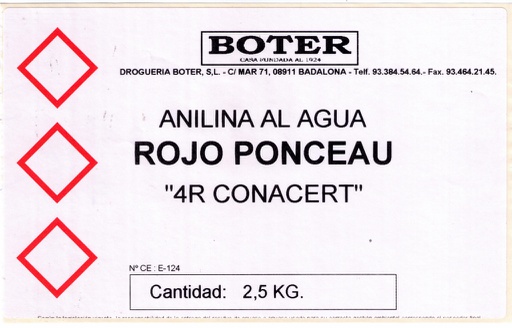 BOTER
CASA FUNDADA AL 1924
DROGUERIA BOTER, S.L. - C/ MAR 71, 08911 BADALONA - Telf. 93.384.54.64.- Fax. 93.464.21.45.
ANILINA AL AGUA
ROJO PONCEAU
"4R CONACERT"
Nº CE : E-124
Cantidad: 2,5 KG.